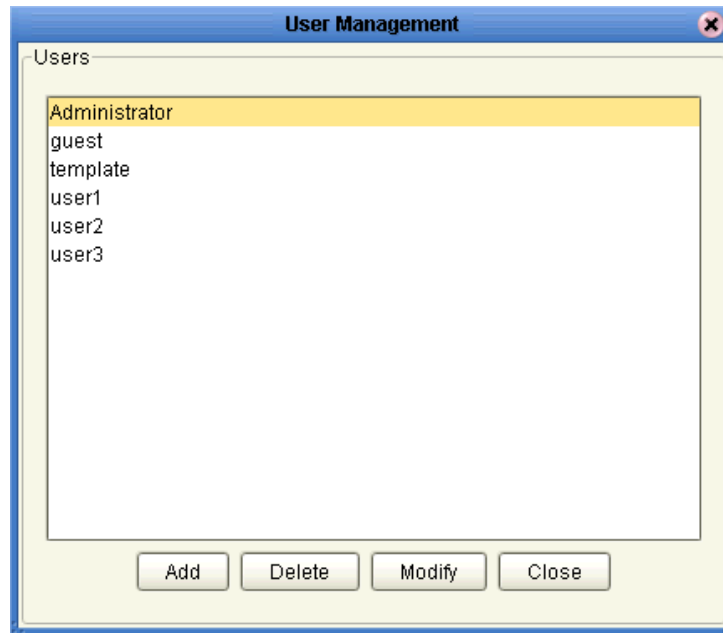 User Management
Users
Administrator
guest
template
user1
user2
user3
Add Delete Modify Close